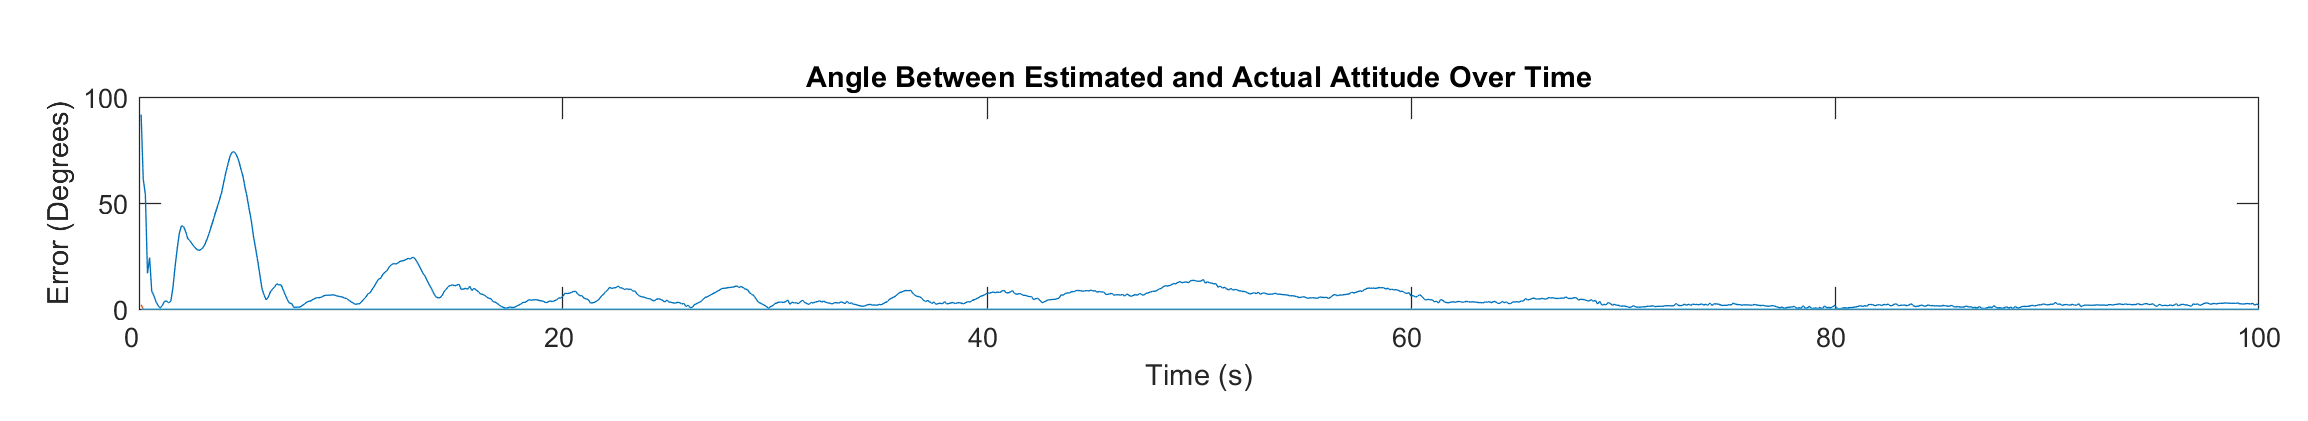 Angle Between Estimated and Actual Attitude Over Time
100
50
0
Error (Degrees)
0 20 40 60 80 100
Time (s)